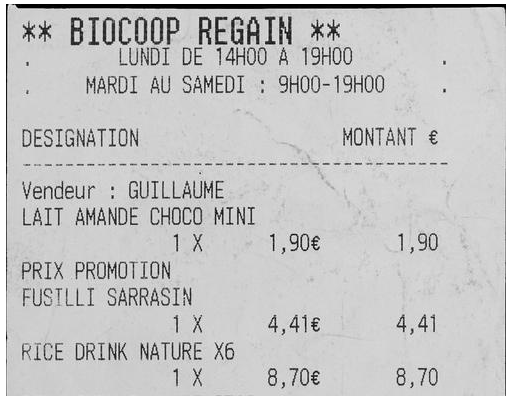 ** BIOCOOP REGAIN **
. LUNDI DE 14H00 A 19H00 .
. MARDI AU SAMEDI : 9H00-19H00 .
DESIGNATION MONTANT €
--------------------------------------------
Vendeur : GUILLAUME
LAIT AMANDE CHOCO MINI
1 X 1,90€ 1,90
PRIX PROMOTION
FUSILLI SARRASIN
1 X 4,41€ 4,41
RICE DRINK NATURE X6
1 X 8,70€ 8,70